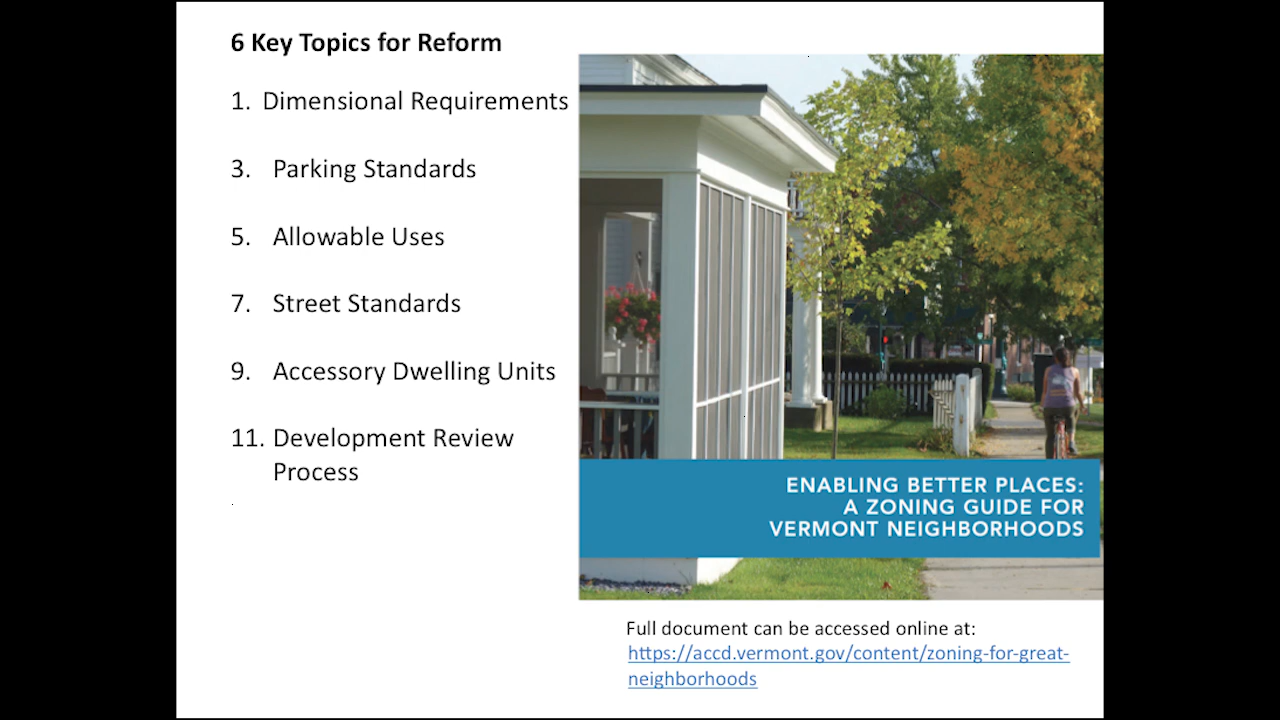 6 Key Topics for Reform
1. Dimensional Requirements
3. Parking Standards
5. Allowable Uses
7. Street Standards
9. Accessory Dwelling Units
11. Development Review
Process
ENABLING BETTER PLACES:
A ZONING GUIDE FOR
VERMONT NEIGHBORHOODS
Full document can be accessed online at:
https://accd.vermont.gov/content/zoning-for-great-
neighborhoods